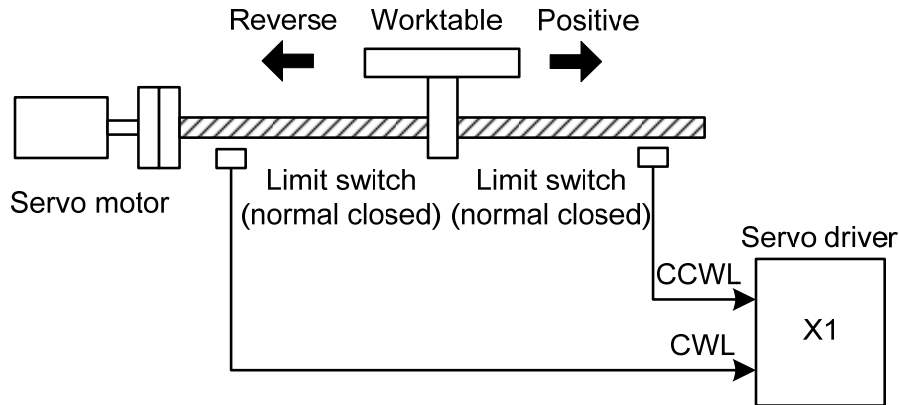 Reverse
Worktable
Positive
Servo motor
Limit switch
(normal closed)
Limit switch
(normal closed)
Servo driver
CCWL
X1
CWL